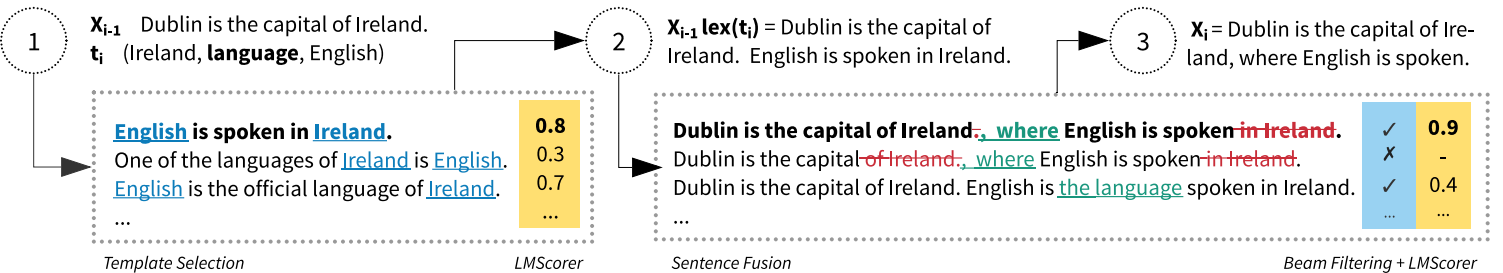 1
X_{i-1} Dublin is the capital of Ireland.
t_i (Ireland, language, English)
English is spoken in Ireland. 0.8
One of the languages of Ireland is English. 0.3
English is the official language of Ireland. 0.7
... ...
Template Selection LMScorer
2
X_{i-1} lex(t_i) = Dublin is the capital of
Ireland. English is spoken in Ireland.
Dublin is the capital of Ireland., where English is spoken in Ireland. ✓ 0.9
Dublin is the capital of Ireland., where English is spoken in Ireland. ✗ -
Dublin is the capital of Ireland. English is the language spoken in Ireland. ✓ 0.4
... ... ...
Sentence Fusion Beam Filtering + LMScorer
3
X_i = Dublin is the capital of Ire-
land, where English is spoken.